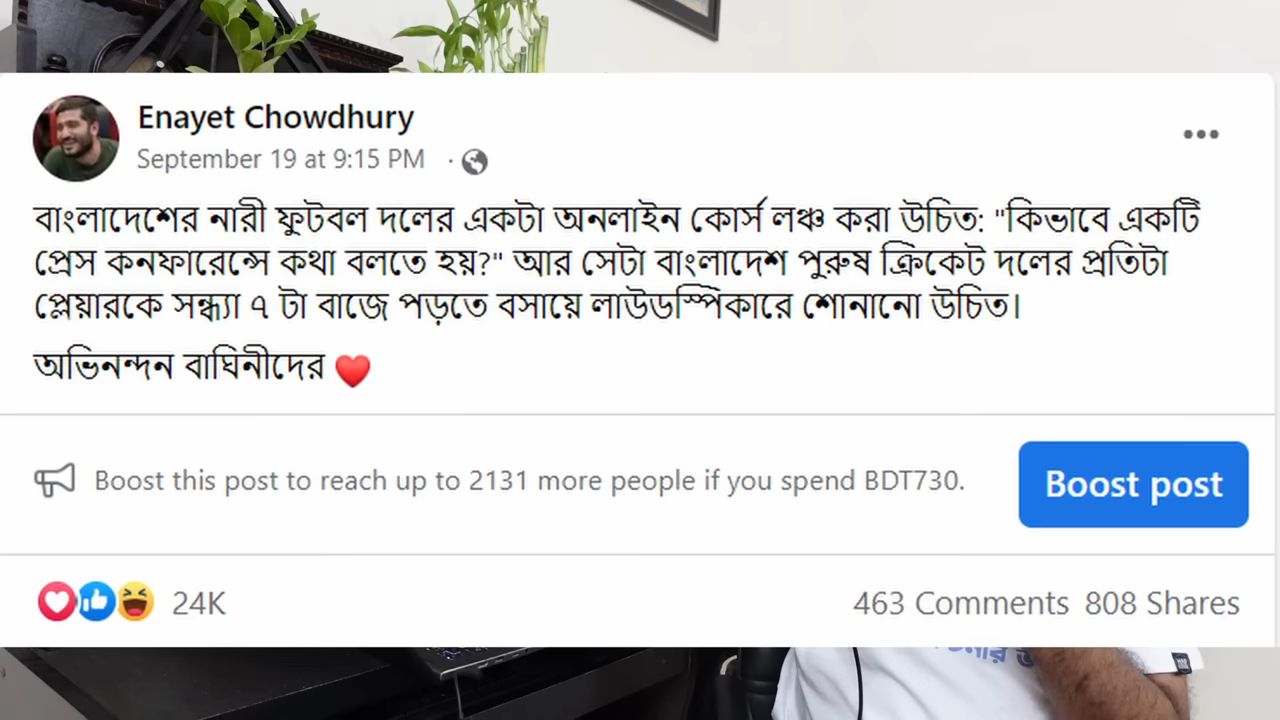 Enayet Chowdhury
September 19 at 9:15 PM ·
বাংলাদেশের নারী ফুটবল দলের একটা অনলাইন কোর্স লঞ্চ করা উচিত: "কিভাবে একটি
প্রেস কনফারেন্সে কথা বলতে হয়?" আর সেটা বাংলাদেশ পুরুষ ক্রিকেট দলের প্রতিটা
প্লেয়ারকে সন্ধ্যা ৭ টা বাজে পড়তে বসায়ে লাউডস্পিকারে শোনানো উচিত।
অভিনন্দন বাঘিনীদের ❤️
Boost this post to reach up to 2131 more people if you spend BDT730.
Boost post
24K
463 Comments 808 Shares